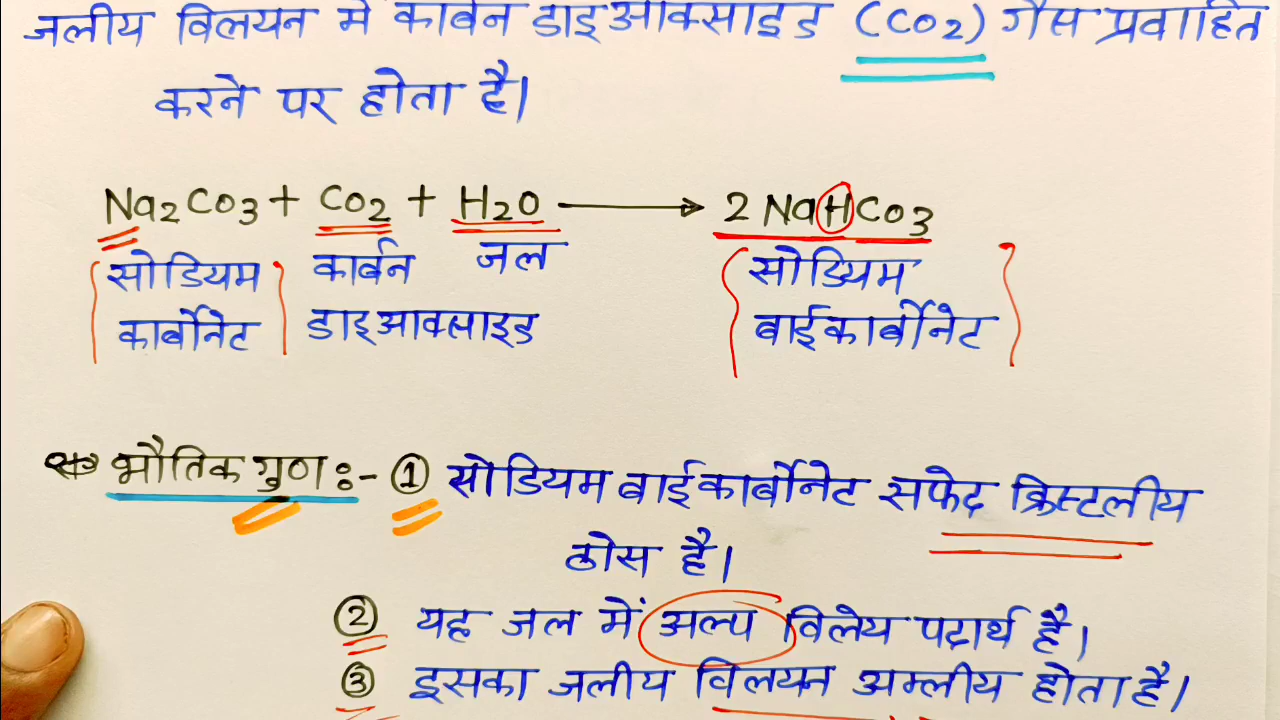 जलीय विलयन में कार्बन डाइऑक्साइड (CO2) गैस प्रवाहित
करने पर होता है।
Na2CO3 + CO2 + H2O → 2 NaHCO3
सोडियम कार्बन जल सोडियम
कार्बोनेट डाइआक्साइड बाईकार्बोनेट
भौतिक गुण :- ① सोडियम बाईकार्बोनेट सफेद क्रिस्टलीय
ठोस है।
② यह जल में अल्प विलेय पदार्थ है।
③ इसका जलीय विलयन अम्लीय होता है।